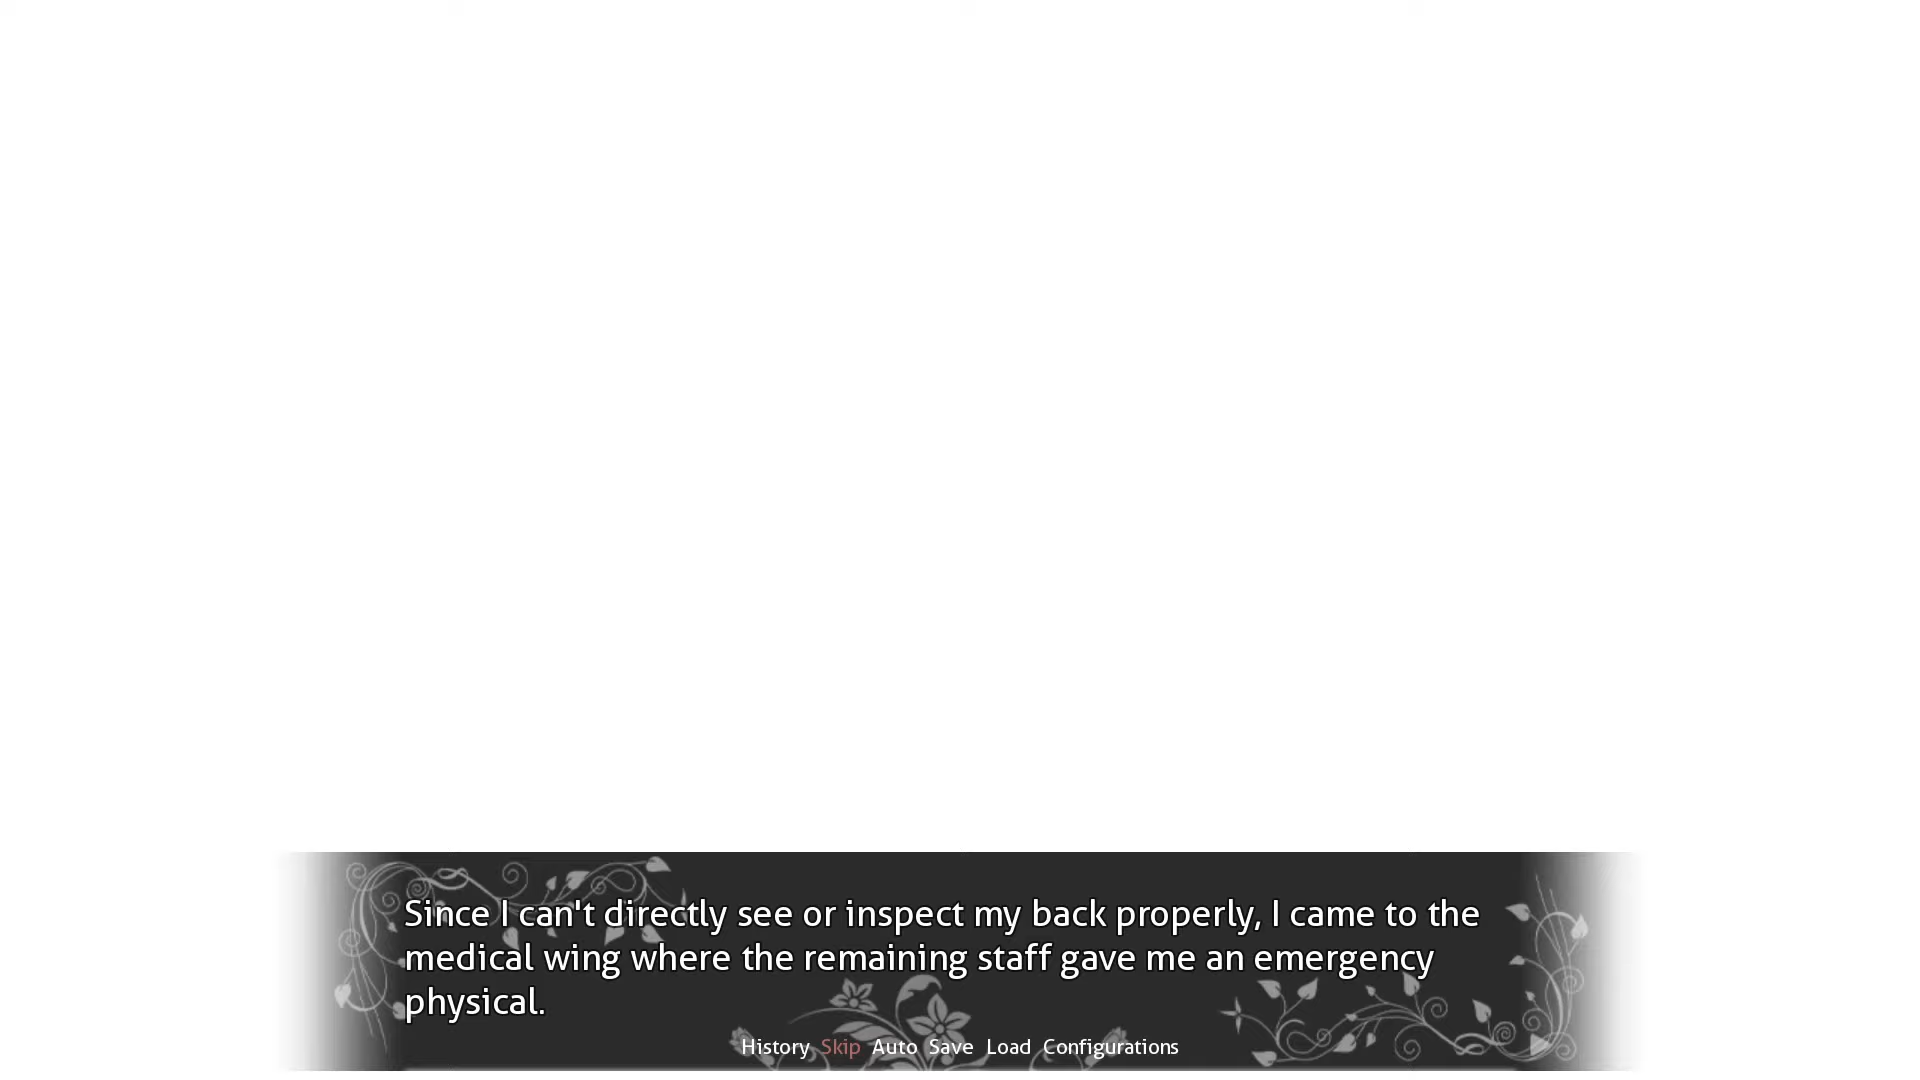 Since I can't directly see or inspect my back properly, I came to the
medical wing where the remaining staff gave me an emergency
physical.
History Skip Auto Save Load Configurations